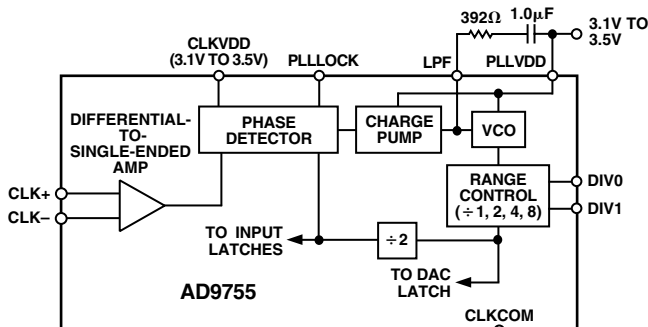 392Ω 1.0µF
3.1V TO
3.5V
CLKVDD
(3.1V TO 3.5V)
PLLLOCK
LPF
PLLVDD
DIFFERENTIAL-
TO-
SINGLE-ENDED
AMP
PHASE
DETECTOR
CHARGE
PUMP
VCO
CLK+
CLK–
RANGE
CONTROL
(÷1, 2, 4, 8)
DIV0
DIV1
TO INPUT
LATCHES
÷2
TO DAC
LATCH
AD9755
CLKCOM